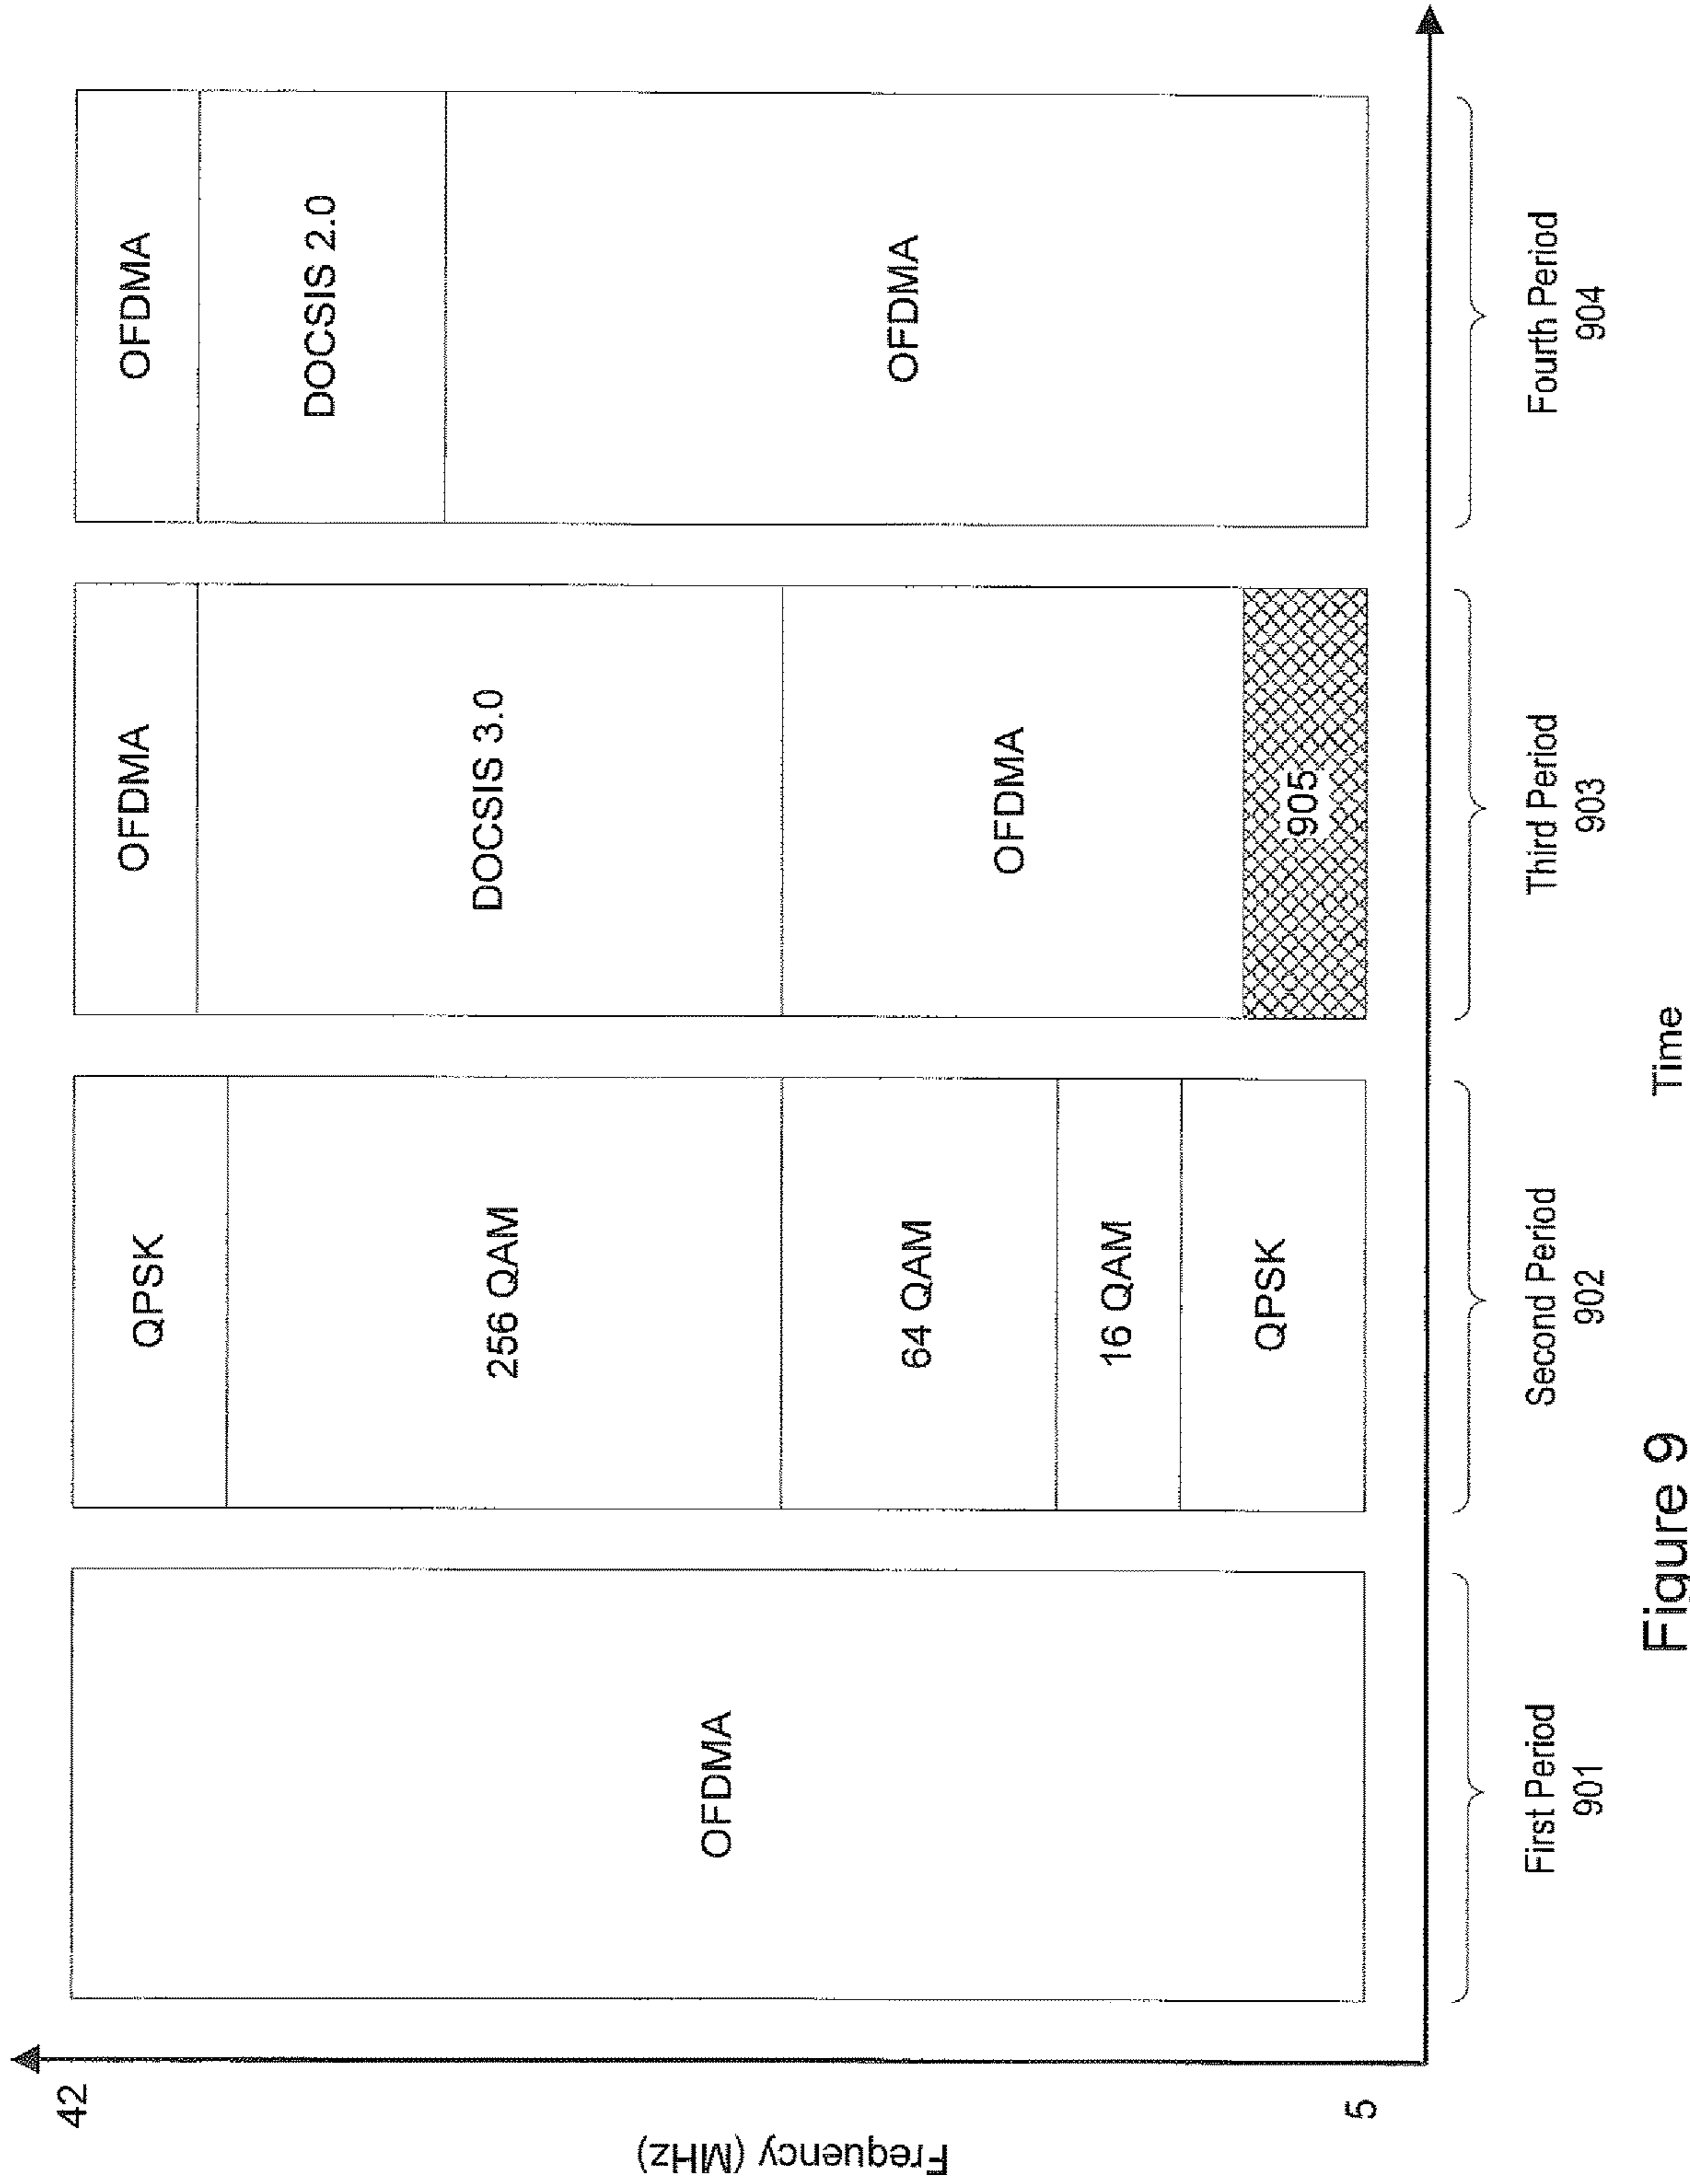 Frequency (MHz)
42
5
OFDMA
QPSK
256 QAM
64 QAM
16 QAM
QPSK
OFDMA
DOCSIS 3.0
OFDMA
905
OFDMA
DOCSIS 2.0
OFDMA
First Period
901
Second Period
902
Third Period
903
Fourth Period
904
Time
Figure 9